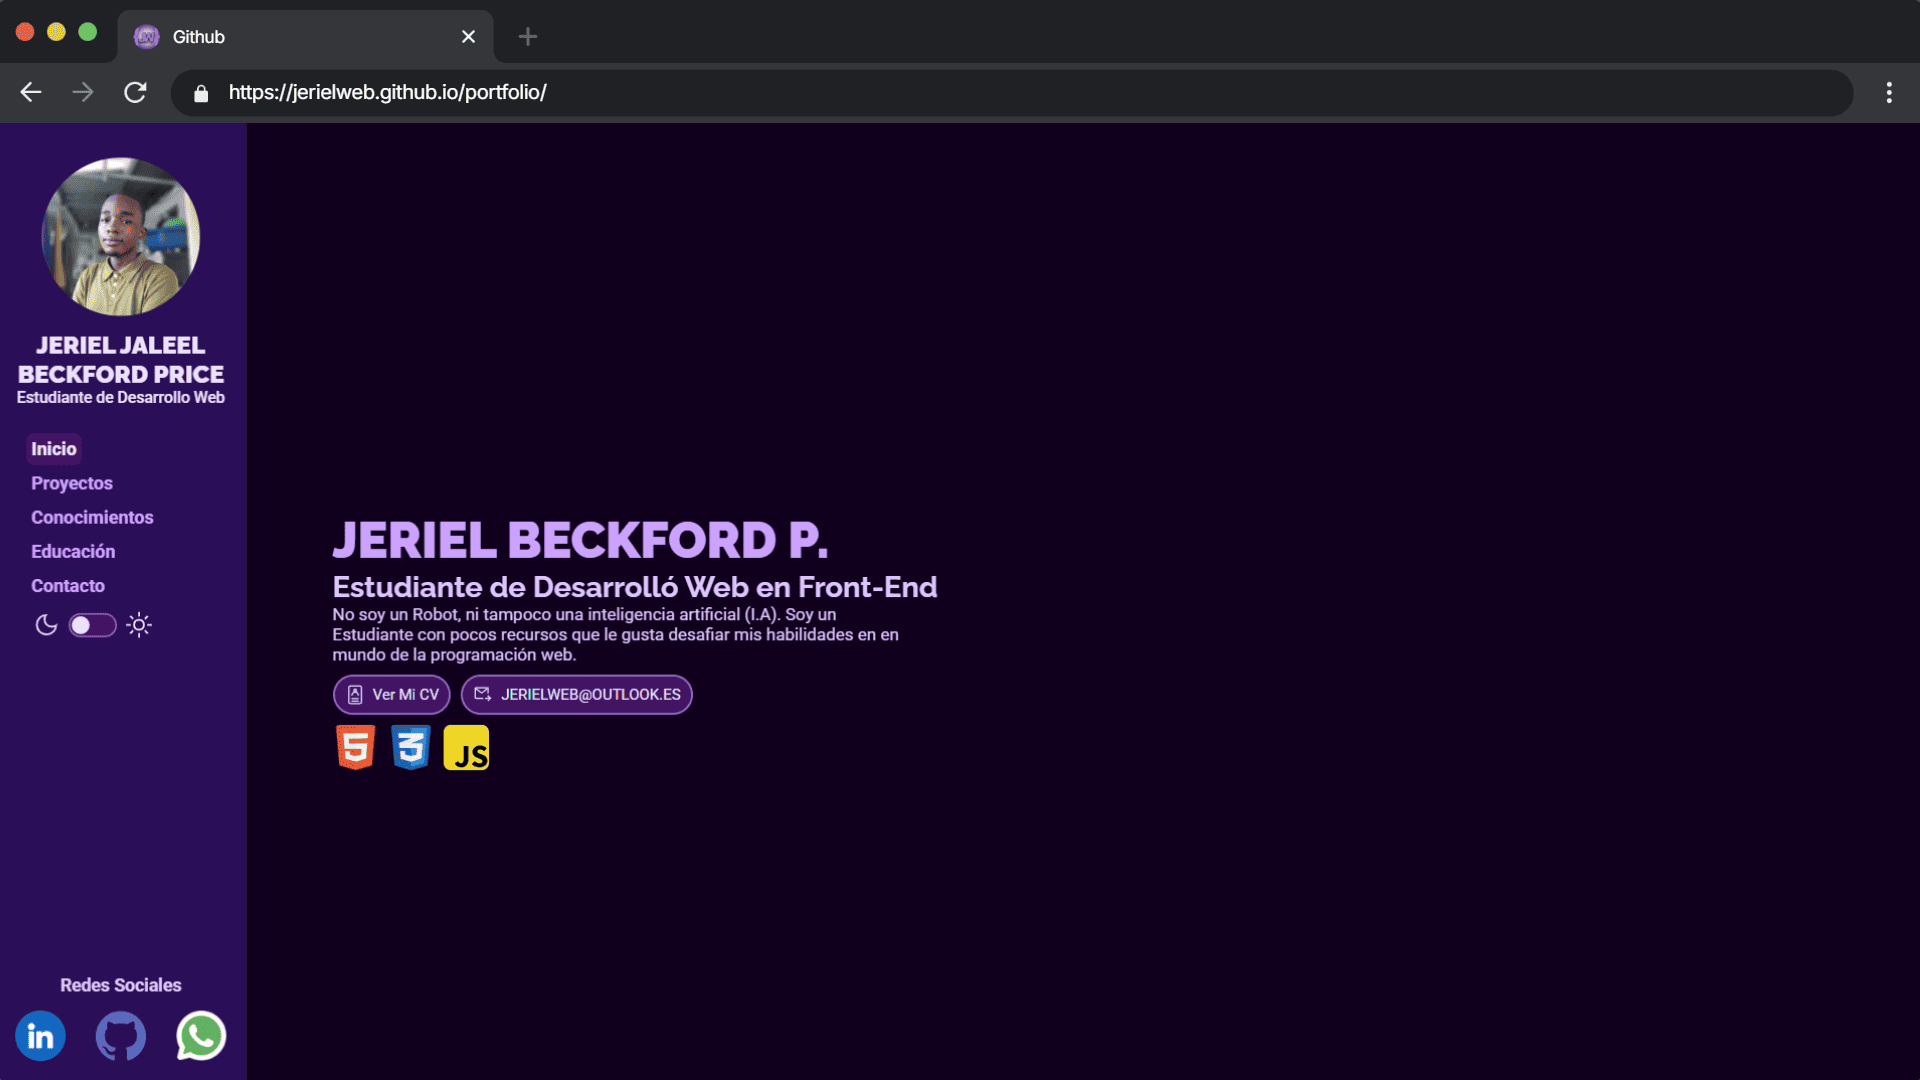 Github
https://jerielweb.github.io/portfolio/
JERIEL JALEEL
BECKFORD PRICE
Estudiante de Desarrollo Web
Inicio
Proyectos
Conocimientos
Educación
Contacto
JERIEL BECKFORD P.
Estudiante de Desarrolló Web en Front-End
No soy un Robot, ni tampoco una inteligencia artificial (I.A). Soy un
Estudiante con pocos recursos que le gusta desafiar mis habilidades en en
mundo de la programación web.
Ver Mi CV
JERIELWEB@OUTLOOK.ES
5
3
JS
Redes Sociales
in